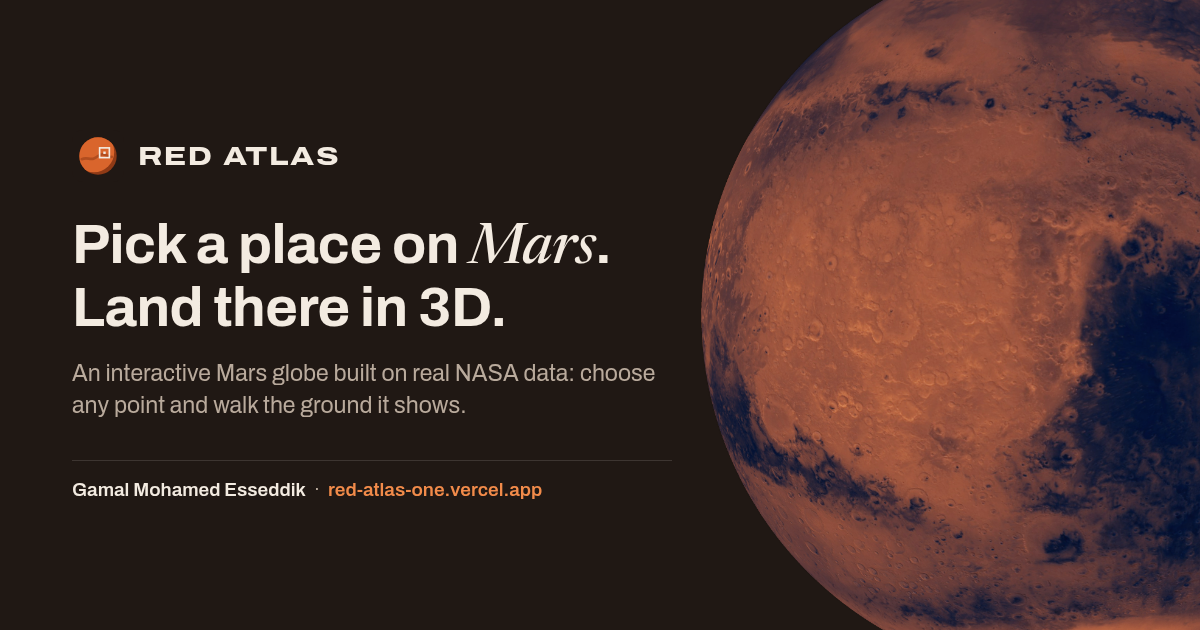 RED ATLAS
Pick a place on Mars.
Land there in 3D.
An interactive Mars globe built on real NASA data: choose
any point and walk the ground it shows.
Gamal Mohamed Esseddik · red-atlas-one.vercel.app